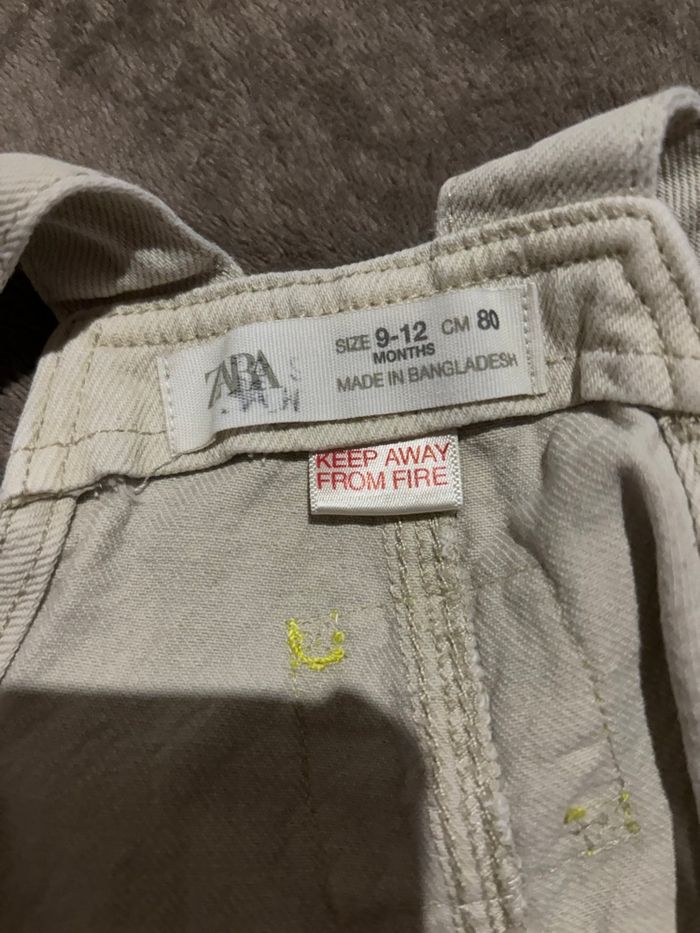 ZARA
SIZE 9-12 CM 80
MONTHS
MADE IN BANGLADESH
KEEP AWAY
FROM FIRE